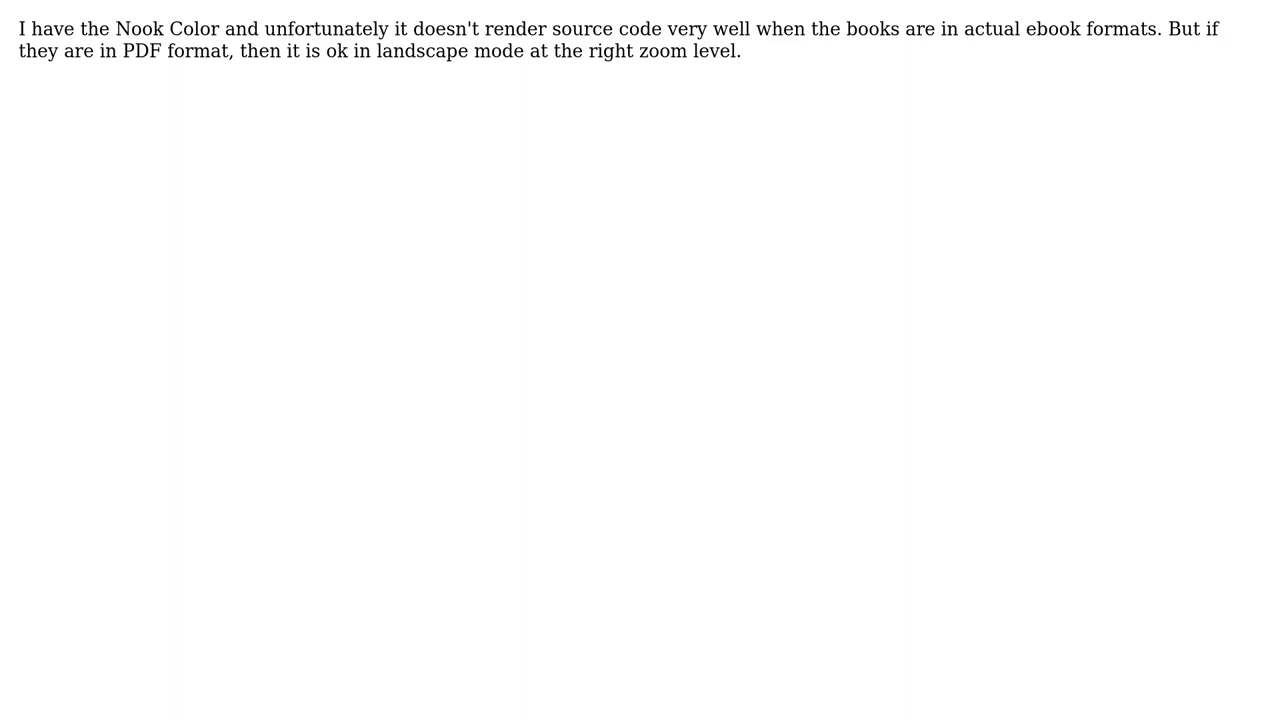 I have the Nook Color and unfortunately it doesn't render source code very well when the books are in actual ebook formats. But if
they are in PDF format, then it is ok in landscape mode at the right zoom level.